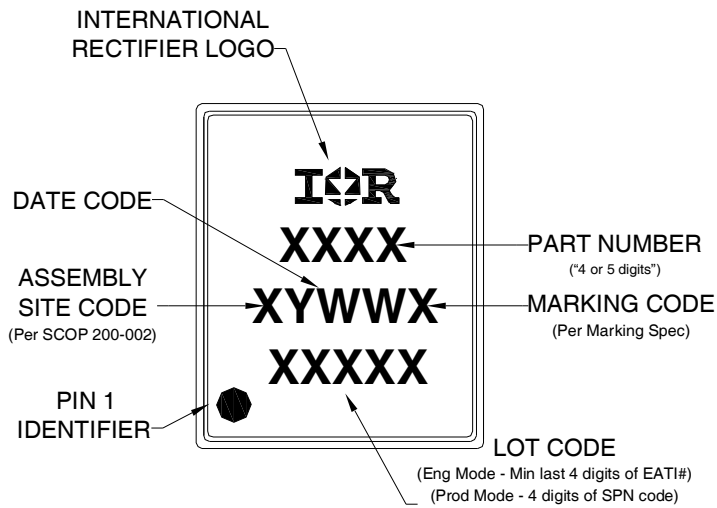 INTERNATIONAL
RECTIFIER LOGO
IOR
DATE CODE
XXXX
PART NUMBER
("4 or 5 digits")
ASSEMBLY
SITE CODE
(Per SCOP 200-002)
XYWWX
MARKING CODE
(Per Marking Spec)
XXXXX
PIN 1
IDENTIFIER
LOT CODE
(Eng Mode - Min last 4 digits of EATI#)
(Prod Mode - 4 digits of SPN code)